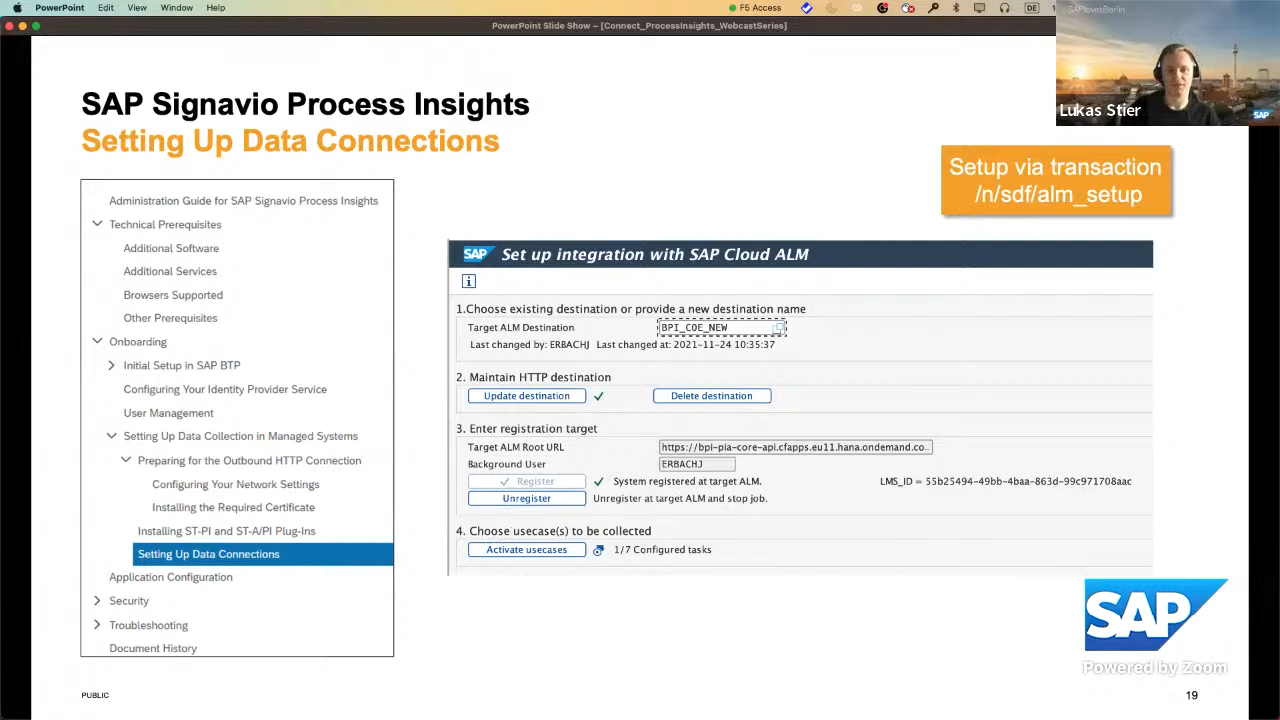 PowerPoint File Edit View Window Help
F5 Access
DE
PowerPoint Slide Show – [Connect_ProcessInsights_WebcastSeries]
SAPlovesBerlin
Lukas Stier
SAP
SAP Signavio Process Insights
Setting Up Data Connections
Setup via transaction
/n/sdf/alm_setup
Administration Guide for SAP Signavio Process Insights
Technical Prerequisites
Additional Software
Additional Services
Browsers Supported
Other Prerequisites
Onboarding
Initial Setup in SAP BTP
Configuring Your Identity Provider Service
User Management
Setting Up Data Collection in Managed Systems
Preparing for the Outbound HTTP Connection
Configuring Your Network Settings
Installing the Required Certificate
Installing ST-PI and ST-A/PI Plug-Ins
Setting Up Data Connections
Application Configuration
Security
Troubleshooting
Document History
SAP Set up integration with SAP Cloud ALM
i
1.Choose existing destination or provide a new destination name
Target ALM Destination BPI_COE_NEW
Last changed by: ERBACHJ Last changed at: 2021-11-24 10:35:37
2. Maintain HTTP destination
Update destination Delete destination
3. Enter registration target
Target ALM Root URL https://bpi-pia-core-api.cfapps.eu11.hana.ondemand.co..
Background User ERBACHJ
Register System registered at target ALM. LMS_ID = 55b25494-49bb-4baa-863d-99c971708aac
Unregister Unregister at target ALM and stop job.
4. Choose usecase(s) to be collected
Activate usecases 1/7 Configured tasks
SAP
Powered by Zoom
PUBLIC
19